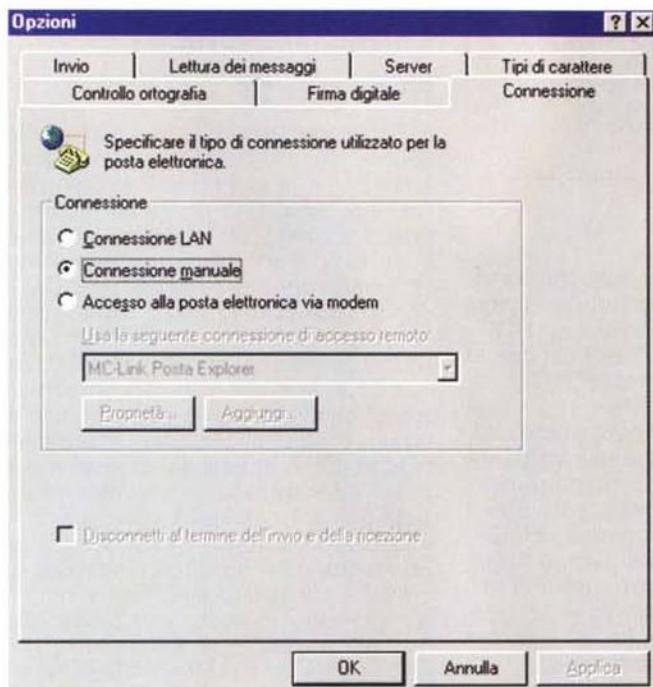 Opzioni
Invio
Lettura dei messaggi
Server
Tipi di carattere
Controllo ortografia
Firma digitale
Connessione
Specificare il tipo di connessione utilizzato per la
posta elettronica.
Connessione
Connessione LAN
Connessione manuale
Accesso alla posta elettronica via modem
Usa la seguente connessione di accesso remoto:
MC-Link Posta Explorer
Proprietà...
Aggiungi...
Disconnetti al termine dell'invio e della ricezione
OK
Annulla
Applica